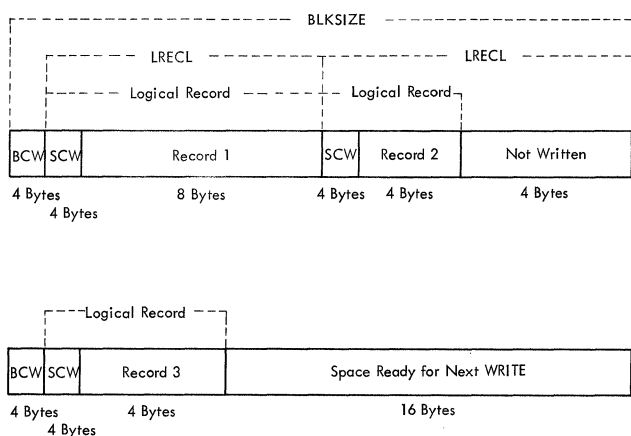 BLKSIZE
LRECL LRECL
Logical Record Logical Record
BCW SCW Record 1 SCW Record 2 Not Written
4 Bytes 8 Bytes 4 Bytes 4 Bytes 4 Bytes
4 Bytes
Logical Record
BCW SCW Record 3 Space Ready for Next WRITE
4 Bytes 4 Bytes 16 Bytes
4 Bytes